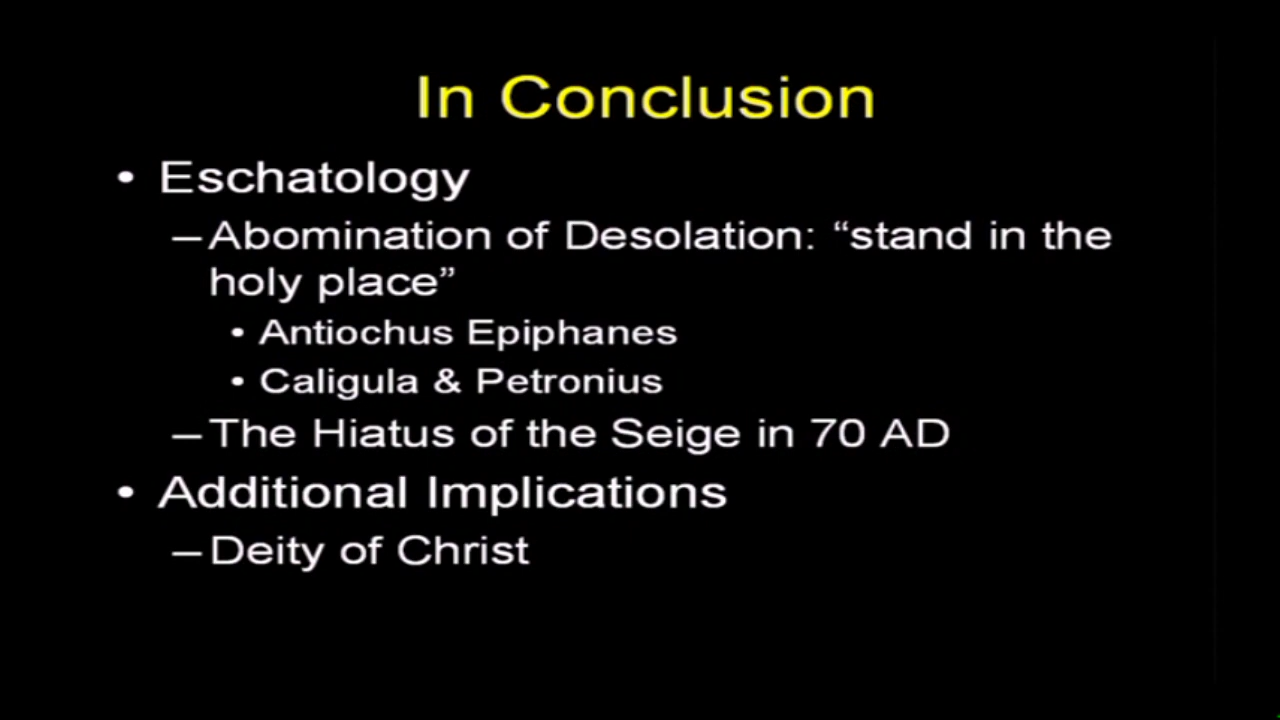 In Conclusion
• Eschatology
–Abomination of Desolation: “stand in the
holy place”
• Antiochus Epiphanes
• Caligula & Petronius
–The Hiatus of the Seige in 70 AD
• Additional Implications
–Deity of Christ